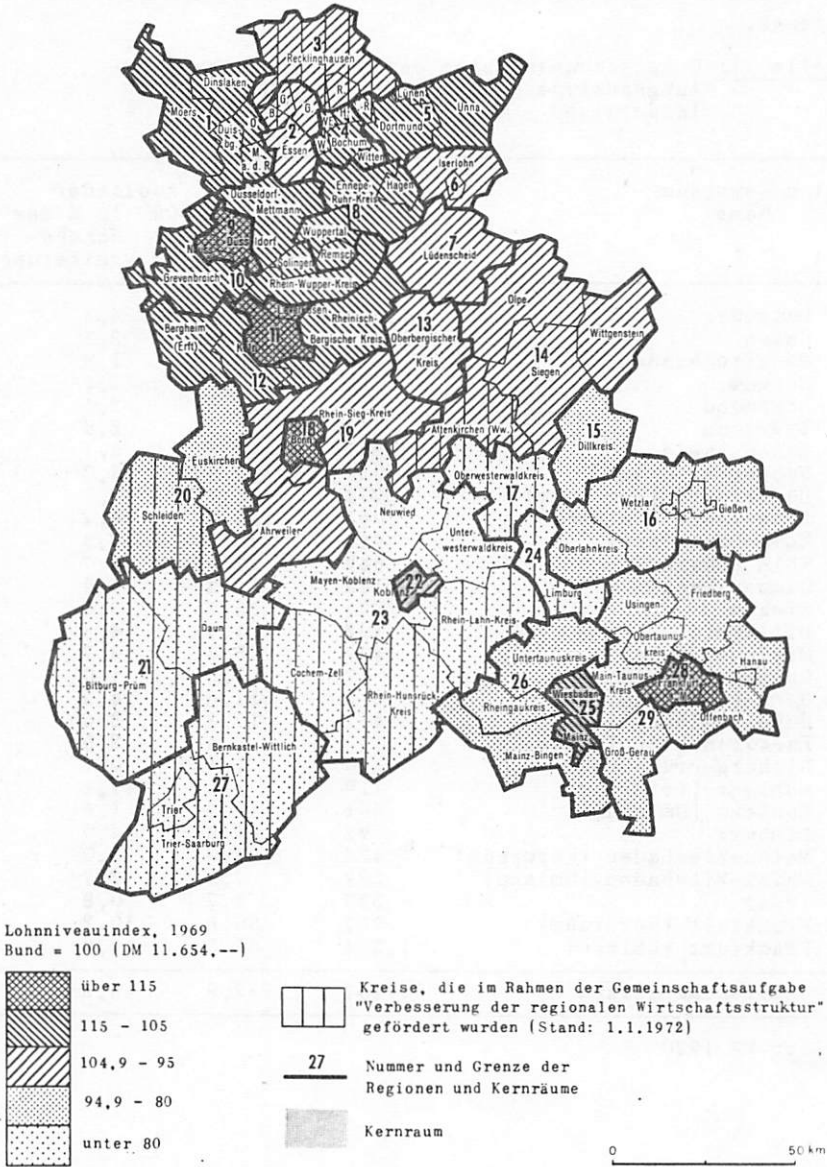 3
Recklinghausen
Dinslaken
Moers
G.
R.
Lünen
Unna
O.
B.
G.
H.
R.
WE.
5
Duis-
bg.
2
Essen
4
Bochum
W.
Witten
Dortmund
M.
a. d. R.
Iserlohn
6
Düsseldorf-
Mettmann
Ennepe-
Ruhr-Kreis
Hagen
8
9
Düsseldorf
Wuppertal
Remsch.
Solingen
7
Lüdenscheid
Grevenbroich
10
Rhein-Wupper-Kreis
Olpe
Bergheim
(Erft)
11
Rheinisch-
Bergischer Kreis
13
Oberbergischer
Kreis
Wittgenstein
14
Siegen
12
Rhein-Sieg-Kreis
18
Bonn
19
Altenkirchen (Ww.
15
Dillkreis
Euskirchen
Oberwesterwaldkreis
17
20
Schleiden
Neuwied
Wetzlar
16
Gießen
Ahrweiler
Unter-
westerwaldkreis
24
Oberlahnkreis
Mayen-Koblenz
22
Koblenz
23
Limburg
Usingen
Friedberg
Daun
Rhein-Lahn-Kreis
Obertaunus
kreis
21
Bitburg-Prüm
Cochem-Zell
Untertaunuskreis
26
Main-Taunus-
Kreis
28
Frankfurt
Hanau
Rhein-Hunsrück-
Kreis
Rheingaukreis
Wiesbaden
25
29
Offenbach
Bernkastel-Wittlich
Mainz
Mainz-Bingen
Groß-Gerau
27
Trier
Trier-Saarburg
Lohnniveauindex, 1969
Bund = 100 (DM 11.654,--)
über 115
115 - 105
104,9 - 95
94,9 - 80
unter 80
Kreise, die im Rahmen der Gemeinschaftsaufgabe
"Verbesserung der regionalen Wirtschaftsstruktur"
gefördert wurden (Stand: 1.1.1972)
27
Nummer und Grenze der
Regionen und Kernräume
Kernraum
0 50 km